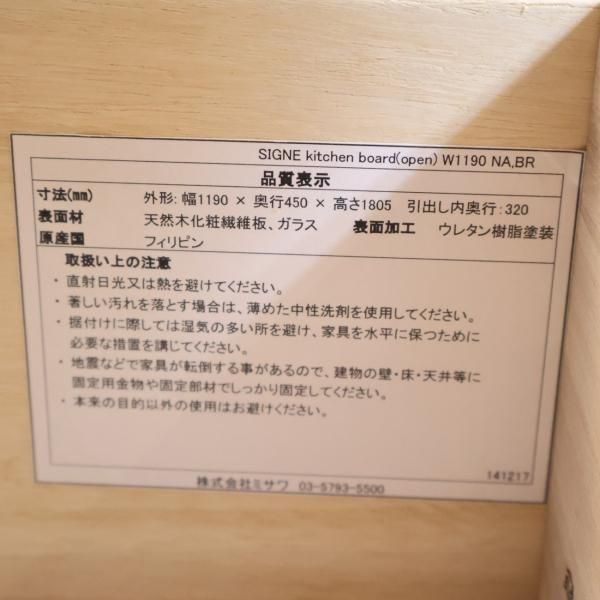 SIGNE kitchen board(open) W1190 NA,BR
品質表示
寸法(mm) 外形: 幅1190 × 奥行450 × 高さ1805 引出し内奥行: 320
表面材 天然木化粧繊維板、ガラス 表面加工 ウレタン樹脂塗装
原産国 フィリピン
取扱い上の注意
・直射日光又は熱を避けてください。
・著しい汚れを落とす場合は、薄めた中性洗剤を使用してください。
・据付けに際しては湿気の多い所を避け、家具を水平に保つために
必要な措置を講じてください。
・地震などで家具が転倒する事があるので、建物の壁・床・天井等に
固定用金物や固定部材でしっかり固定してください。
・本来の目的以外の使用はお避けください。
141217
株式会社ミサワ 03-5793-5500